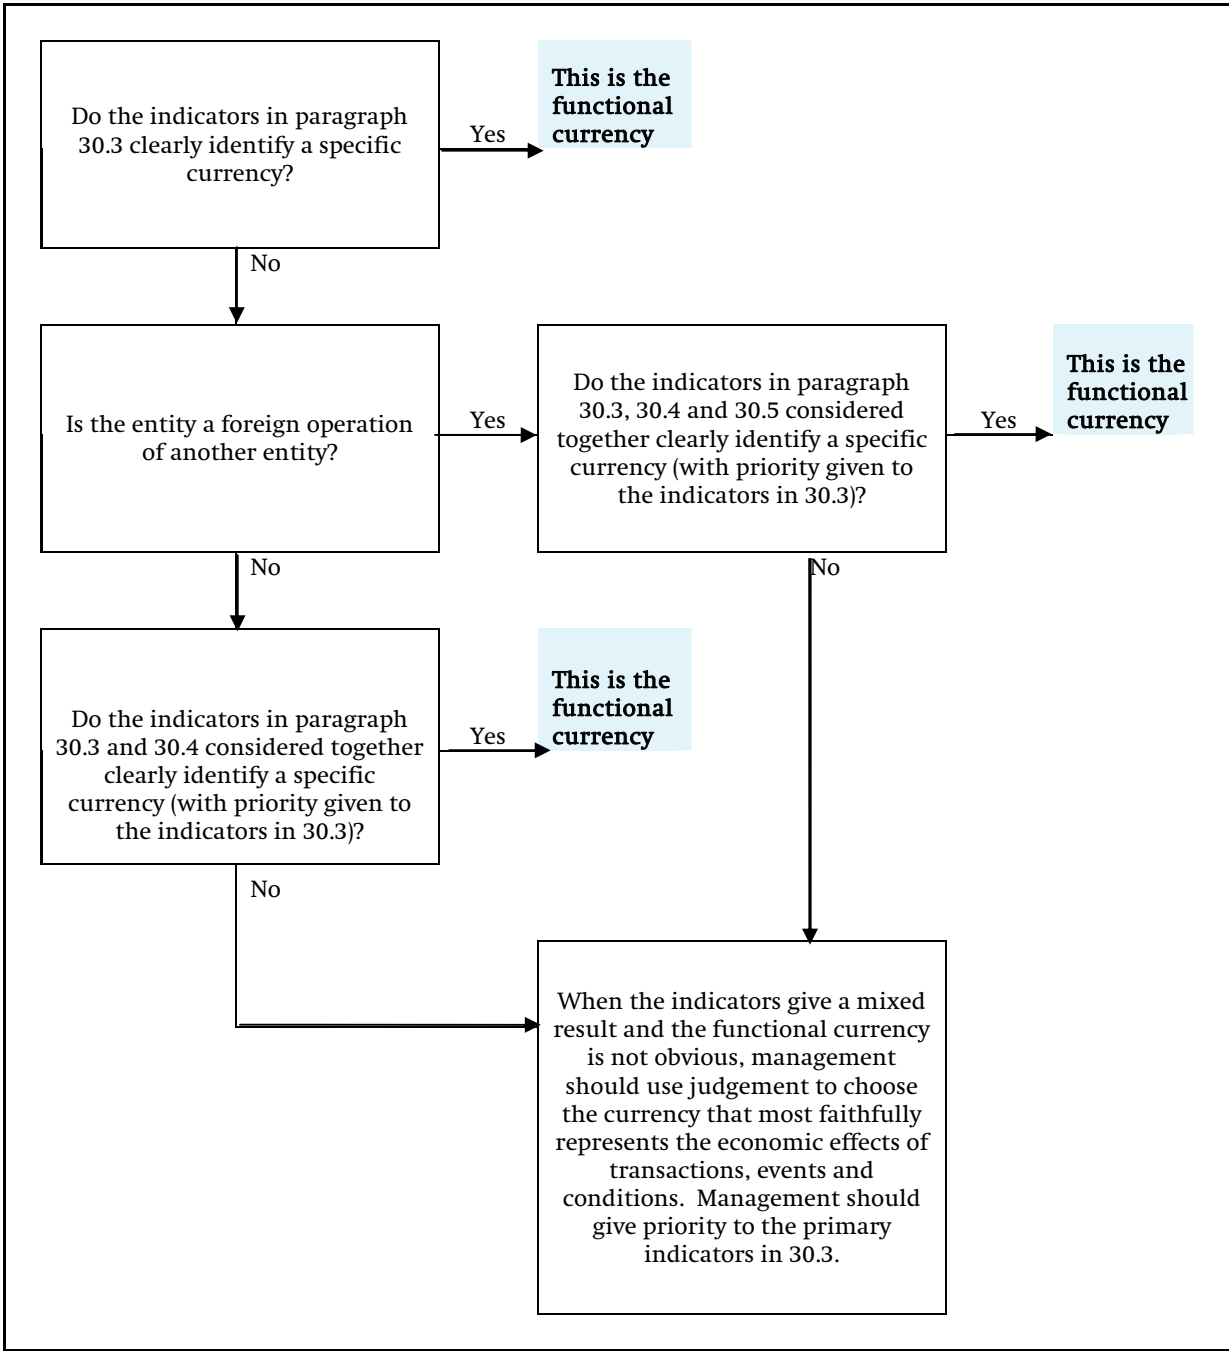 Do the indicators in paragraph
30.3 clearly identify a specific
currency?
Yes
This is the
functional
currency
No
Is the entity a foreign operation
of another entity?
Yes
Do the indicators in paragraph
30.3, 30.4 and 30.5 considered
together clearly identify a specific
currency (with priority given to
the indicators in 30.3)?
Yes
This is the
functional
currency
No
No
Do the indicators in paragraph
30.3 and 30.4 considered together
clearly identify a specific
currency (with priority given to
the indicators in 30.3)?
Yes
This is the
functional
currency
No
When the indicators give a mixed
result and the functional currency
is not obvious, management
should use judgement to choose
the currency that most faithfully
represents the economic effects of
transactions, events and
conditions.  Management should
give priority to the primary
indicators in 30.3.